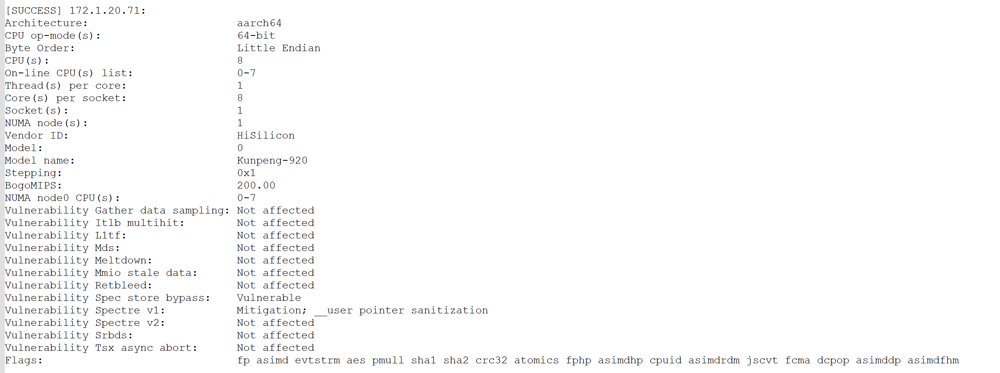 [SUCCESS] 172.1.20.71:
Architecture: aarch64
CPU op-mode(s): 64-bit
Byte Order: Little Endian
CPU(s): 8
On-line CPU(s) list: 0-7
Thread(s) per core: 1
Core(s) per socket: 8
Socket(s): 1
NUMA node(s): 1
Vendor ID: HiSilicon
Model: 0
Model name: Kunpeng-920
Stepping: 0x1
BogoMIPS: 200.00
NUMA node0 CPU(s): 0-7
Vulnerability Gather data sampling: Not affected
Vulnerability Itlb multihit: Not affected
Vulnerability L1tf: Not affected
Vulnerability Mds: Not affected
Vulnerability Meltdown: Not affected
Vulnerability Mmio stale data: Not affected
Vulnerability Retbleed: Not affected
Vulnerability Spec store bypass: Vulnerable
Vulnerability Spectre v1: Mitigation; __user pointer sanitization
Vulnerability Spectre v2: Not affected
Vulnerability Srbds: Not affected
Vulnerability Tsx async abort: Not affected
Flags: fp asimd evtstrm aes pmull sha1 sha2 crc32 atomics fphp asimdhp cpuid asimdrdm jscvt fcma dcpop asimddp asimdfhm